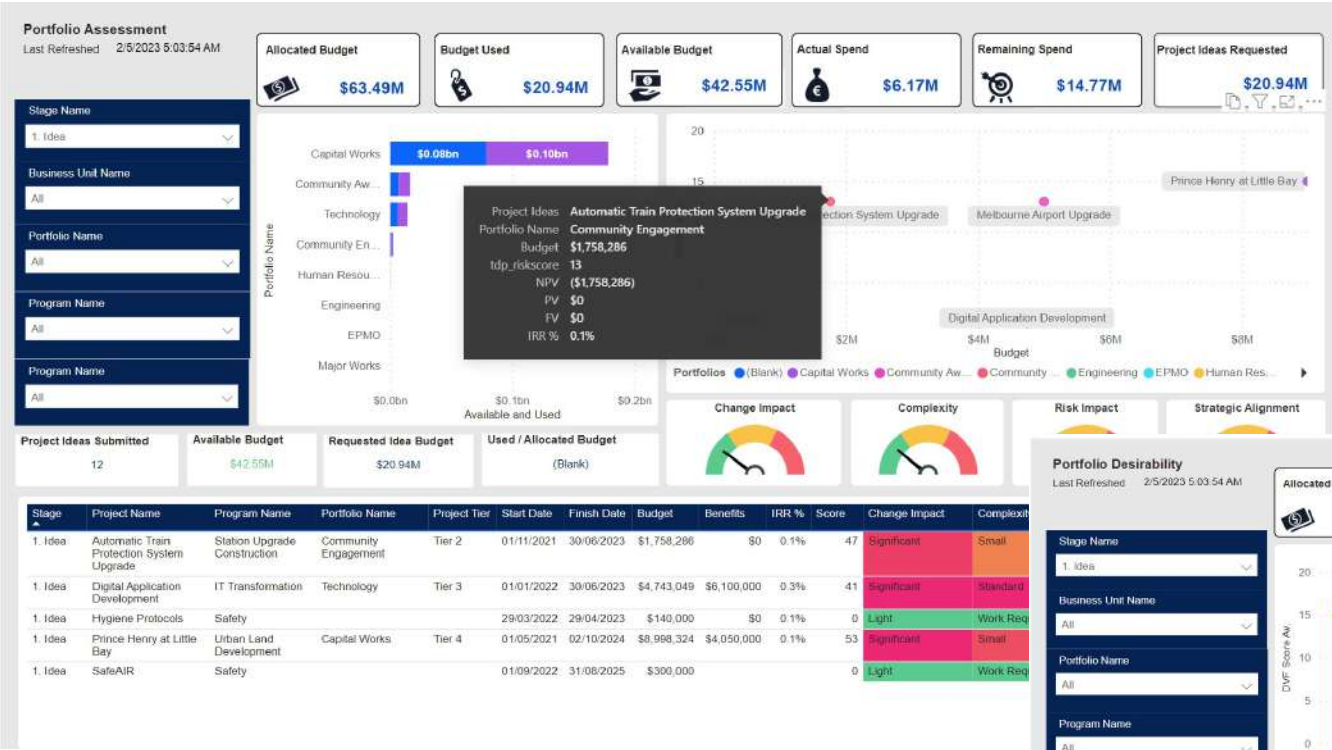 Portfolio Assessment
Last Refreshed 2/5/2023 5:03:54 AM
Allocated Budget
$63.49M
Budget Used
$20.94M
Available Budget
$42.55M
Actual Spend
$6.17M
Remaining Spend
$14.77M
Project Ideas Requested
$20.94M
Stage Name
1. Idea
Business Unit Name
All
Portfolio Name
All
Program Name
All
Program Name
All
Portfolio Name
Capital Works
$0.08bn
$0.10bn
Community Aw...
Technology
Community En...
Human Resou...
Engineering
EPMO
Major Works
$0.0bn
$0.1bn
$0.2bn
Available and Used
20
15
Prince Henry at Little Bay
ection System Upgrade
Melbourne Airport Upgrade
Digital Application Development
$2M
$4M
$6M
$8M
Budget
Portfolios (Blank) Capital Works Community Aw... Community ... Engineering EPMO Human Res...
Project Ideas Automatic Train Protection System Upgrade
Portfolio Name Community Engagement
Budget $1,758,286
tdp_riskscore 13
NPV ($1,758,286)
PV $0
FV $0
IRR % 0.1%
Project Ideas Submitted
12
Available Budget
$42.55M
Requested Idea Budget
$20.94M
Used / Allocated Budget
(Blank)
Change Impact
Complexity
Risk Impact
Strategic Alignment
Stage Project Name Program Name Portfolio Name Project Tier Start Date Finish Date Budget Benefits IRR % Score Change Impact Complexit
1. Idea Automatic Train Station Upgrade Community Tier 2 01/11/2021 30/06/2023 $1,758,286 $0 0.1% 47 Significant Small
Protection System Construction Engagement
Upgrade
1. Idea Digital Application IT Transformation Technology Tier 3 01/01/2022 30/06/2023 $4,743,049 $6,100,000 0.3% 41 Significant Standard
Development
1. Idea Hygiene Protocols Safety 29/03/2022 29/04/2023 $140,000 $0 0.1% 0 Light Work Req
1. Idea Prince Henry at Little Urban Land Capital Works Tier 4 01/05/2021 02/10/2024 $8,998,324 $4,050,000 0.1% 53 Significant Small
Bay Development
1. Idea SafeAIR Safety 01/09/2022 31/08/2025 $300,000 0 Light Work Req
Portfolio Desirability
Last Refreshed 2/5/2023 5:03:54 AM
Allocated
Stage Name
1. Idea
Business Unit Name
All
Portfolio Name
All
Program Name
All
DVF Score Av.
20
15
10
5
0